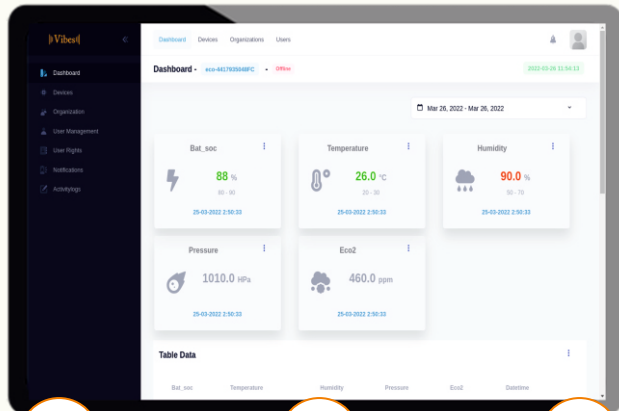 Vibes
Dashboard Devices Organizations Users
Dashboard
Devices
Organization
User Management
User Rights
Notifications
Activitylogs
Dashboard - eco-4417935048FC • Offline
2022-03-26 11:54:13
Mar 26, 2022 - Mar 26, 2022
Bat_soc
88 %
80 - 90
25-03-2022 2:50:33
Temperature
26.0 °C
20 - 30
25-03-2022 2:50:33
Humidity
90.0 %
50 - 70
25-03-2022 2:50:33
Pressure
1010.0 HPa
25-03-2022 2:50:33
Eco2
460.0 ppm
25-03-2022 2:50:33
Table Data
Bat_soc Temperature Humidity Pressure Eco2 Datetime